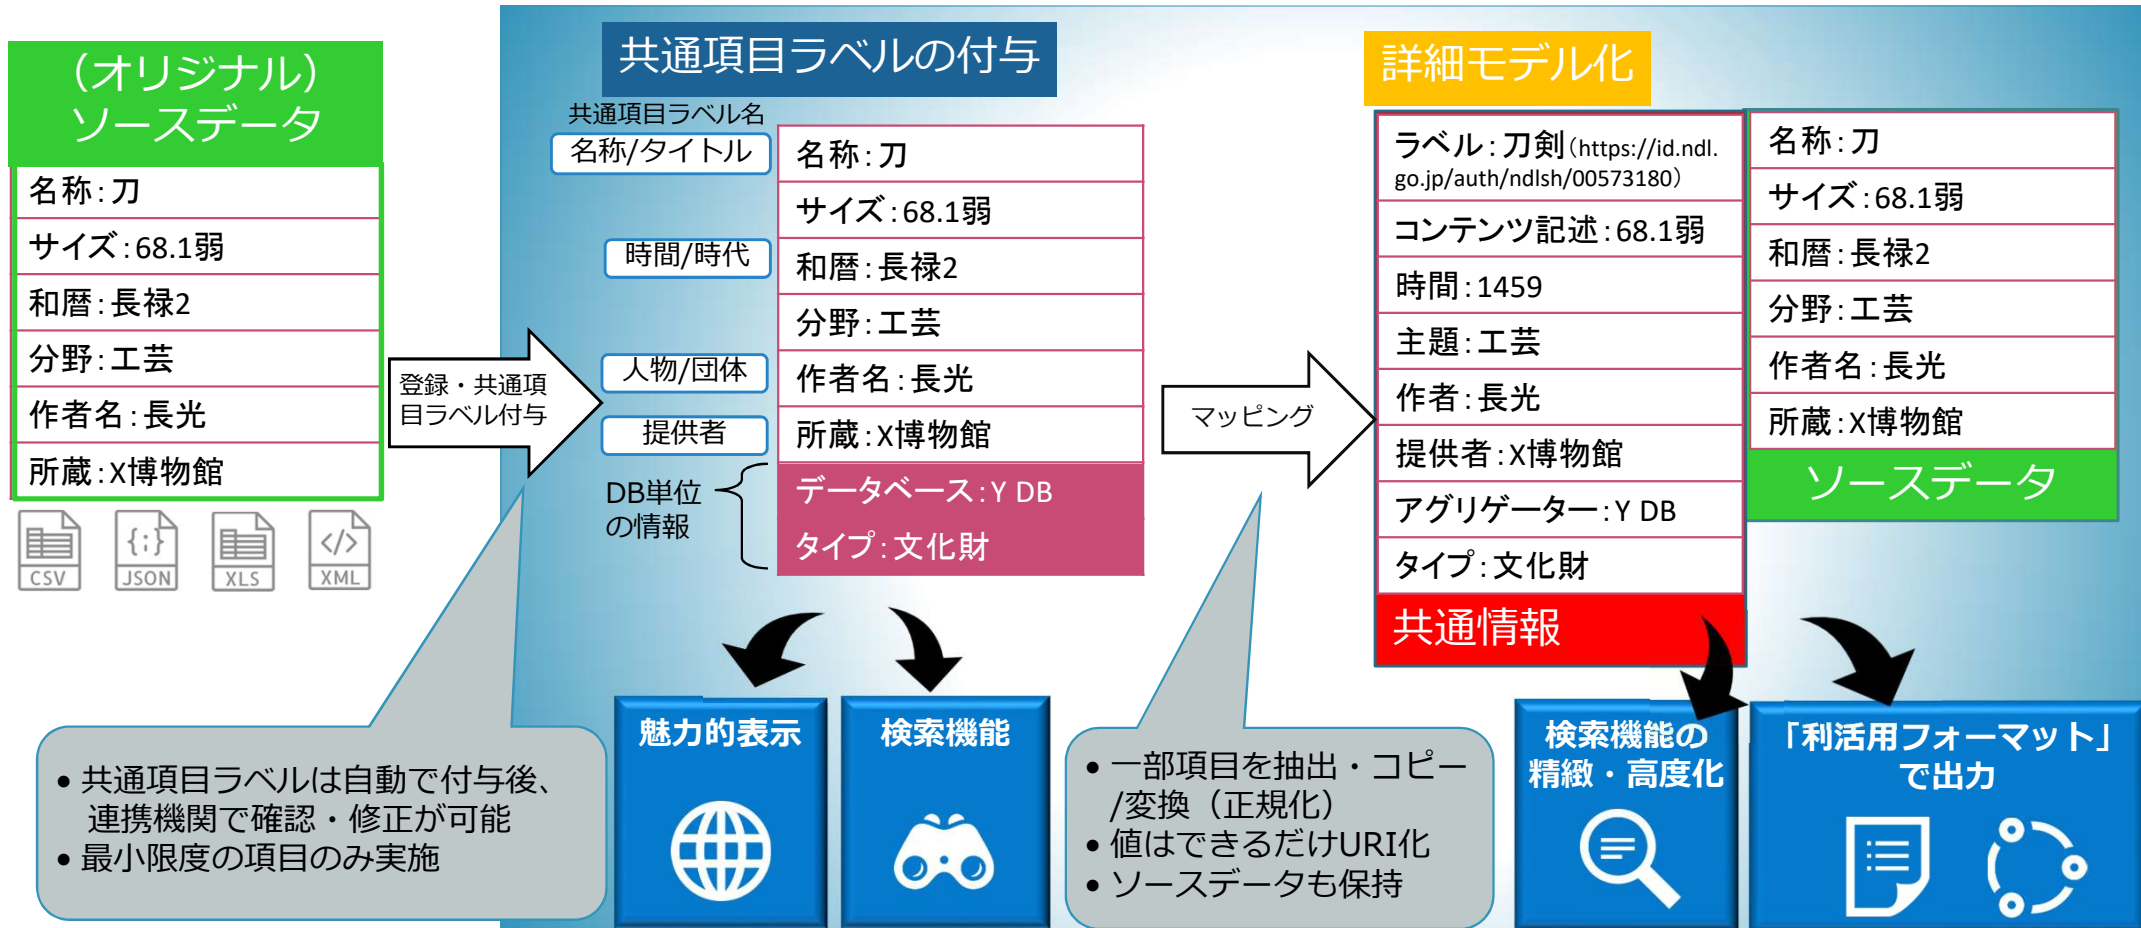 （オリジナル）
ソースデータ
名称：刀
サイズ：68.1弱
和暦：長禄2
分野：工芸
作者名：長光
所蔵：X博物館
CSV
JSON
XLS
XML
登録・共通項
目ラベル付与
共通項目ラベルの付与
共通項目ラベル名
名称/タイトル
時間/時代
人物/団体
提供者
DB単位
の情報
名称：刀
サイズ：68.1弱
和暦：長禄2
分野：工芸
作者名：長光
所蔵：X博物館
データベース：Y DB
タイプ：文化財
マッピング
詳細モデル化
ラベル：刀剣（https://id.ndl.
go.jp/auth/ndlsh/00573180）
コンテンツ記述：68.1弱
時間：1459
主題：工芸
作者：長光
提供者：X博物館
アグリゲーター：Y DB
タイプ：文化財
共通情報
名称：刀
サイズ：68.1弱
和暦：長禄2
分野：工芸
作者名：長光
所蔵：X博物館
ソースデータ
• 共通項目ラベルは自動で付与後、
連携機関で確認・修正が可能
• 最小限度の項目のみ実施
魅力的表示
検索機能
• 一部項目を抽出・コピー
/変換（正規化）
• 値はできるだけURI化
• ソースデータも保持
検索機能の
精緻・高度化
「利活用フォーマット」
で出力